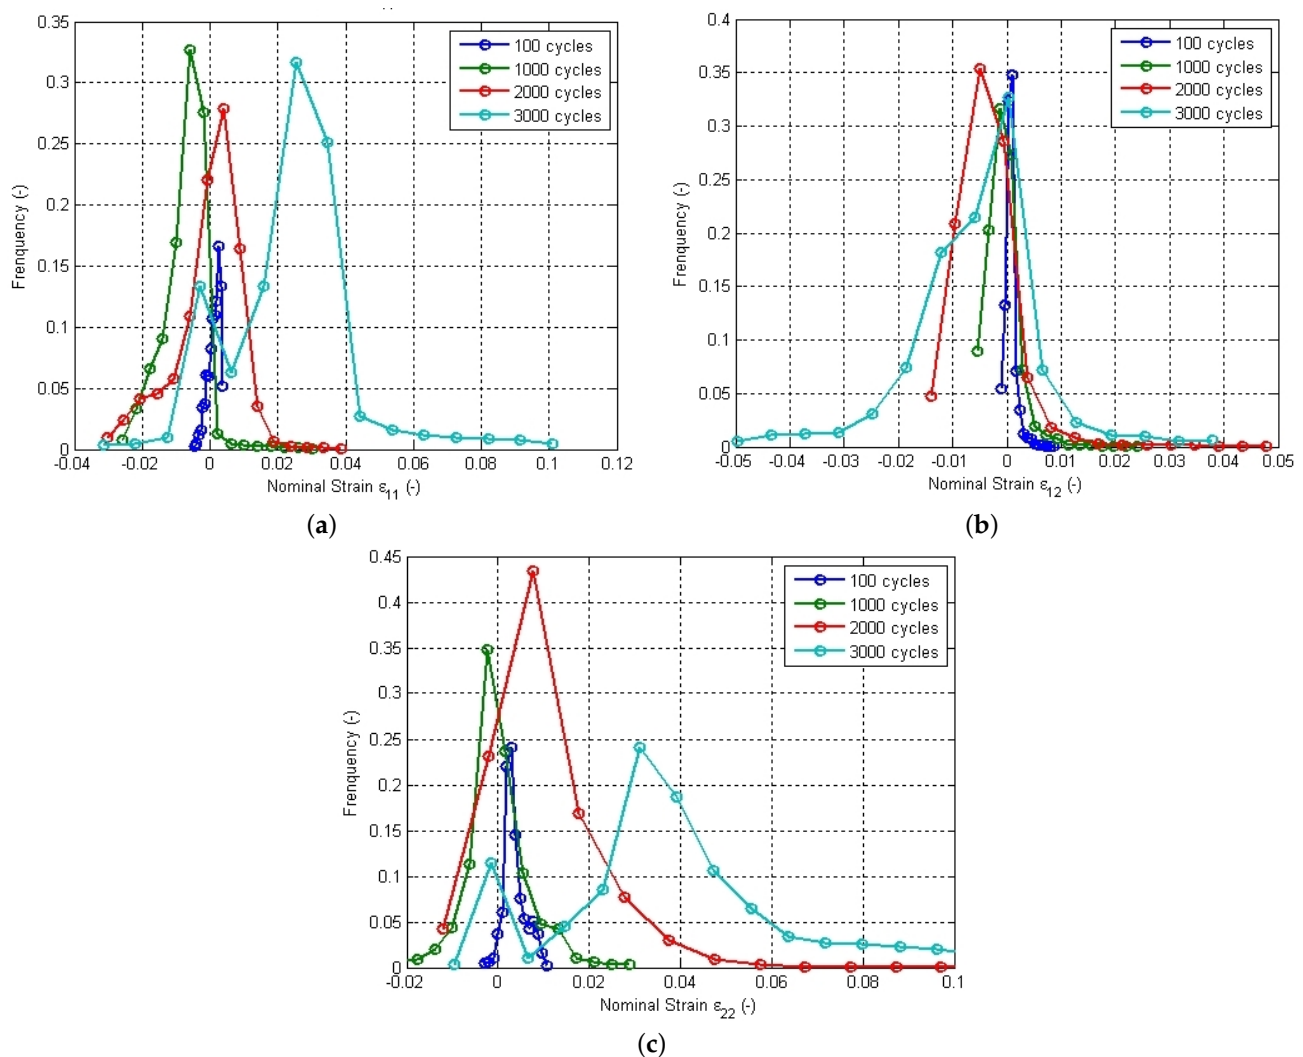 0.35
0.3
0.25
0.2
0.15
0.1
0.05
0
Frenquency (-)
100 cycles
1000 cycles
2000 cycles
3000 cycles
-0.04 -0.02 0 0.02 0.04 0.06 0.08 0.1 0.12
Nominal Strain ε11 (-)
(a)
0.4
0.35
0.3
0.25
0.2
0.15
0.1
0.05
0
Frenquency (-)
100 cycles
1000 cycles
2000 cycles
3000 cycles
-0.05 -0.04 -0.03 -0.02 -0.01 0 0.01 0.02 0.03 0.04 0.05
Nominal Strain ε12 (-)
(b)
0.45
0.4
0.35
0.3
0.25
0.2
0.15
0.1
0.05
0
Frenquency (-)
100 cycles
1000 cycles
2000 cycles
3000 cycles
-0.02 0 0.02 0.04 0.06 0.08 0.1
Nominal Strain ε22 (-)
(c)